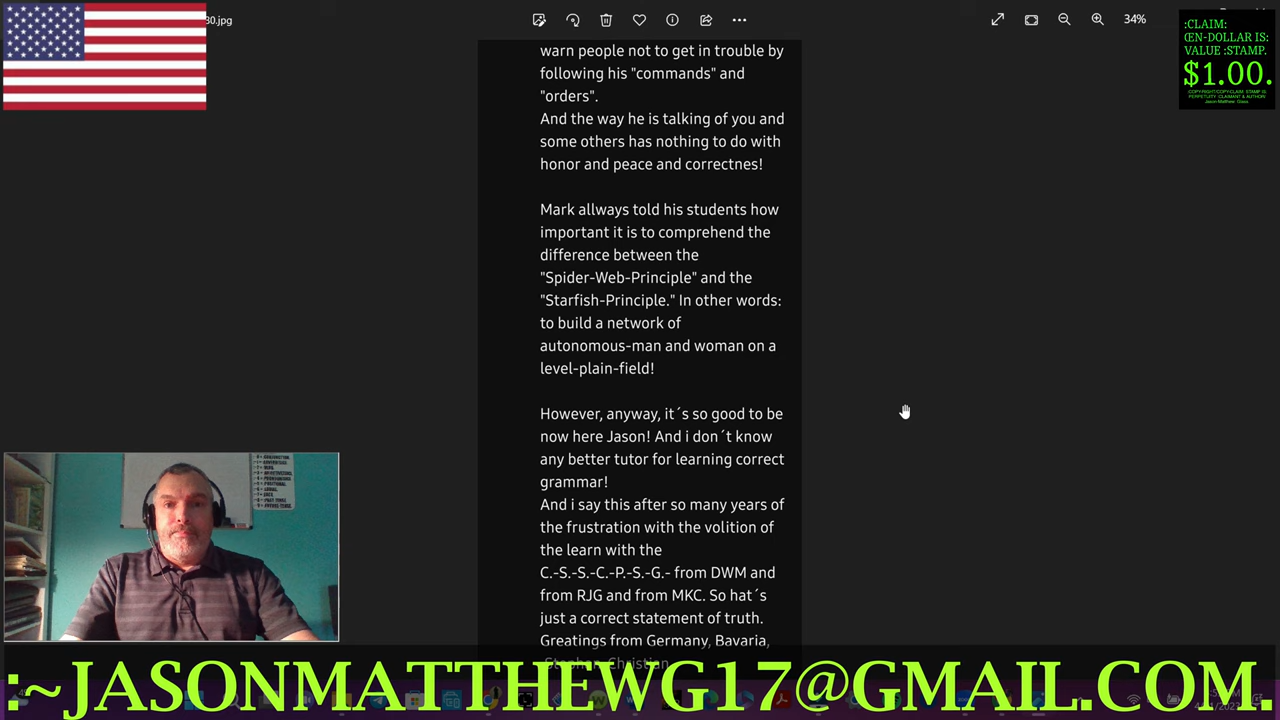 30.jpg
34%
:CLAIM:
VALUE :STAMP.
$1.00.
Jason Matthew Glass.
warn people not to get in trouble by
following his "commands" and
"orders".
And the way he is talking of you and
some others has nothing to do with
honor and peace and correctnes!
Mark allways told his students how
important it is to comprehend the
difference between the
"Spider-Web-Principle" and the
"Starfish-Principle." In other words:
to build a network of
autonomous-man and woman on a
level-plain-field!
However, anyway, it´s so good to be
now here Jason! And i don´t know
any better tutor for learning correct
grammar!
And i say this after so many years of
the frustration with the volition of
the learn with the
C.-S.-S.-C.-P.-S.-G.- from DWM and
from RJG and from MKC. So hat´s
just a correct statement of truth.
Greatings from Germany, Bavaria,
:~JASONMATTHEWG17@GMAIL.COM.